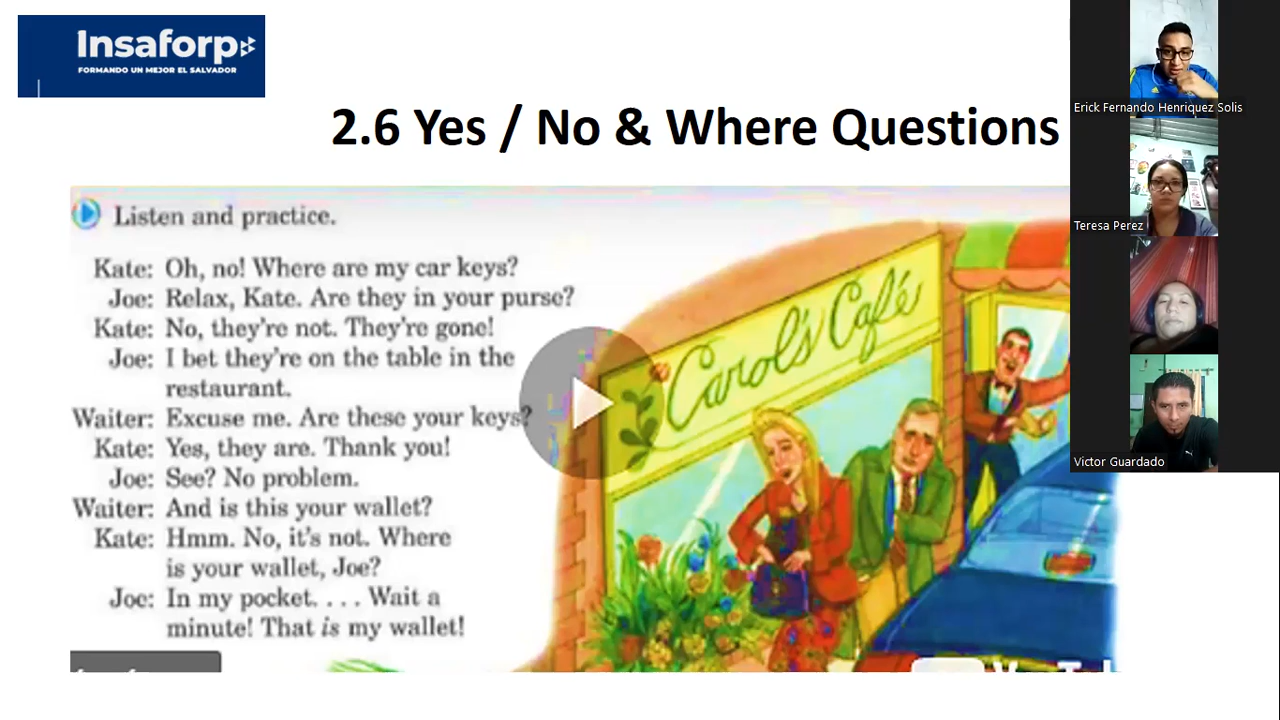 Insaforp
FORMANDO UN MEJOR EL SALVADOR
2.6 Yes / No & Where Questions
Listen and practice.
Kate: Oh, no! Where are my car keys?
Joe: Relax, Kate. Are they in your purse?
Kate: No, they're not. They're gone!
Joe: I bet they're on the table in the
restaurant.
Waiter: Excuse me. Are these your keys?
Kate: Yes, they are. Thank you!
Joe: See? No problem.
Waiter: And is this your wallet?
Kate: Hmm. No, it's not. Where
is your wallet, Joe?
Joe: In my pocket. . . . Wait a
minute! That is my wallet!
Carol's Café
Erick Fernando Henriquez Solis
Teresa Perez
Victor Guardado